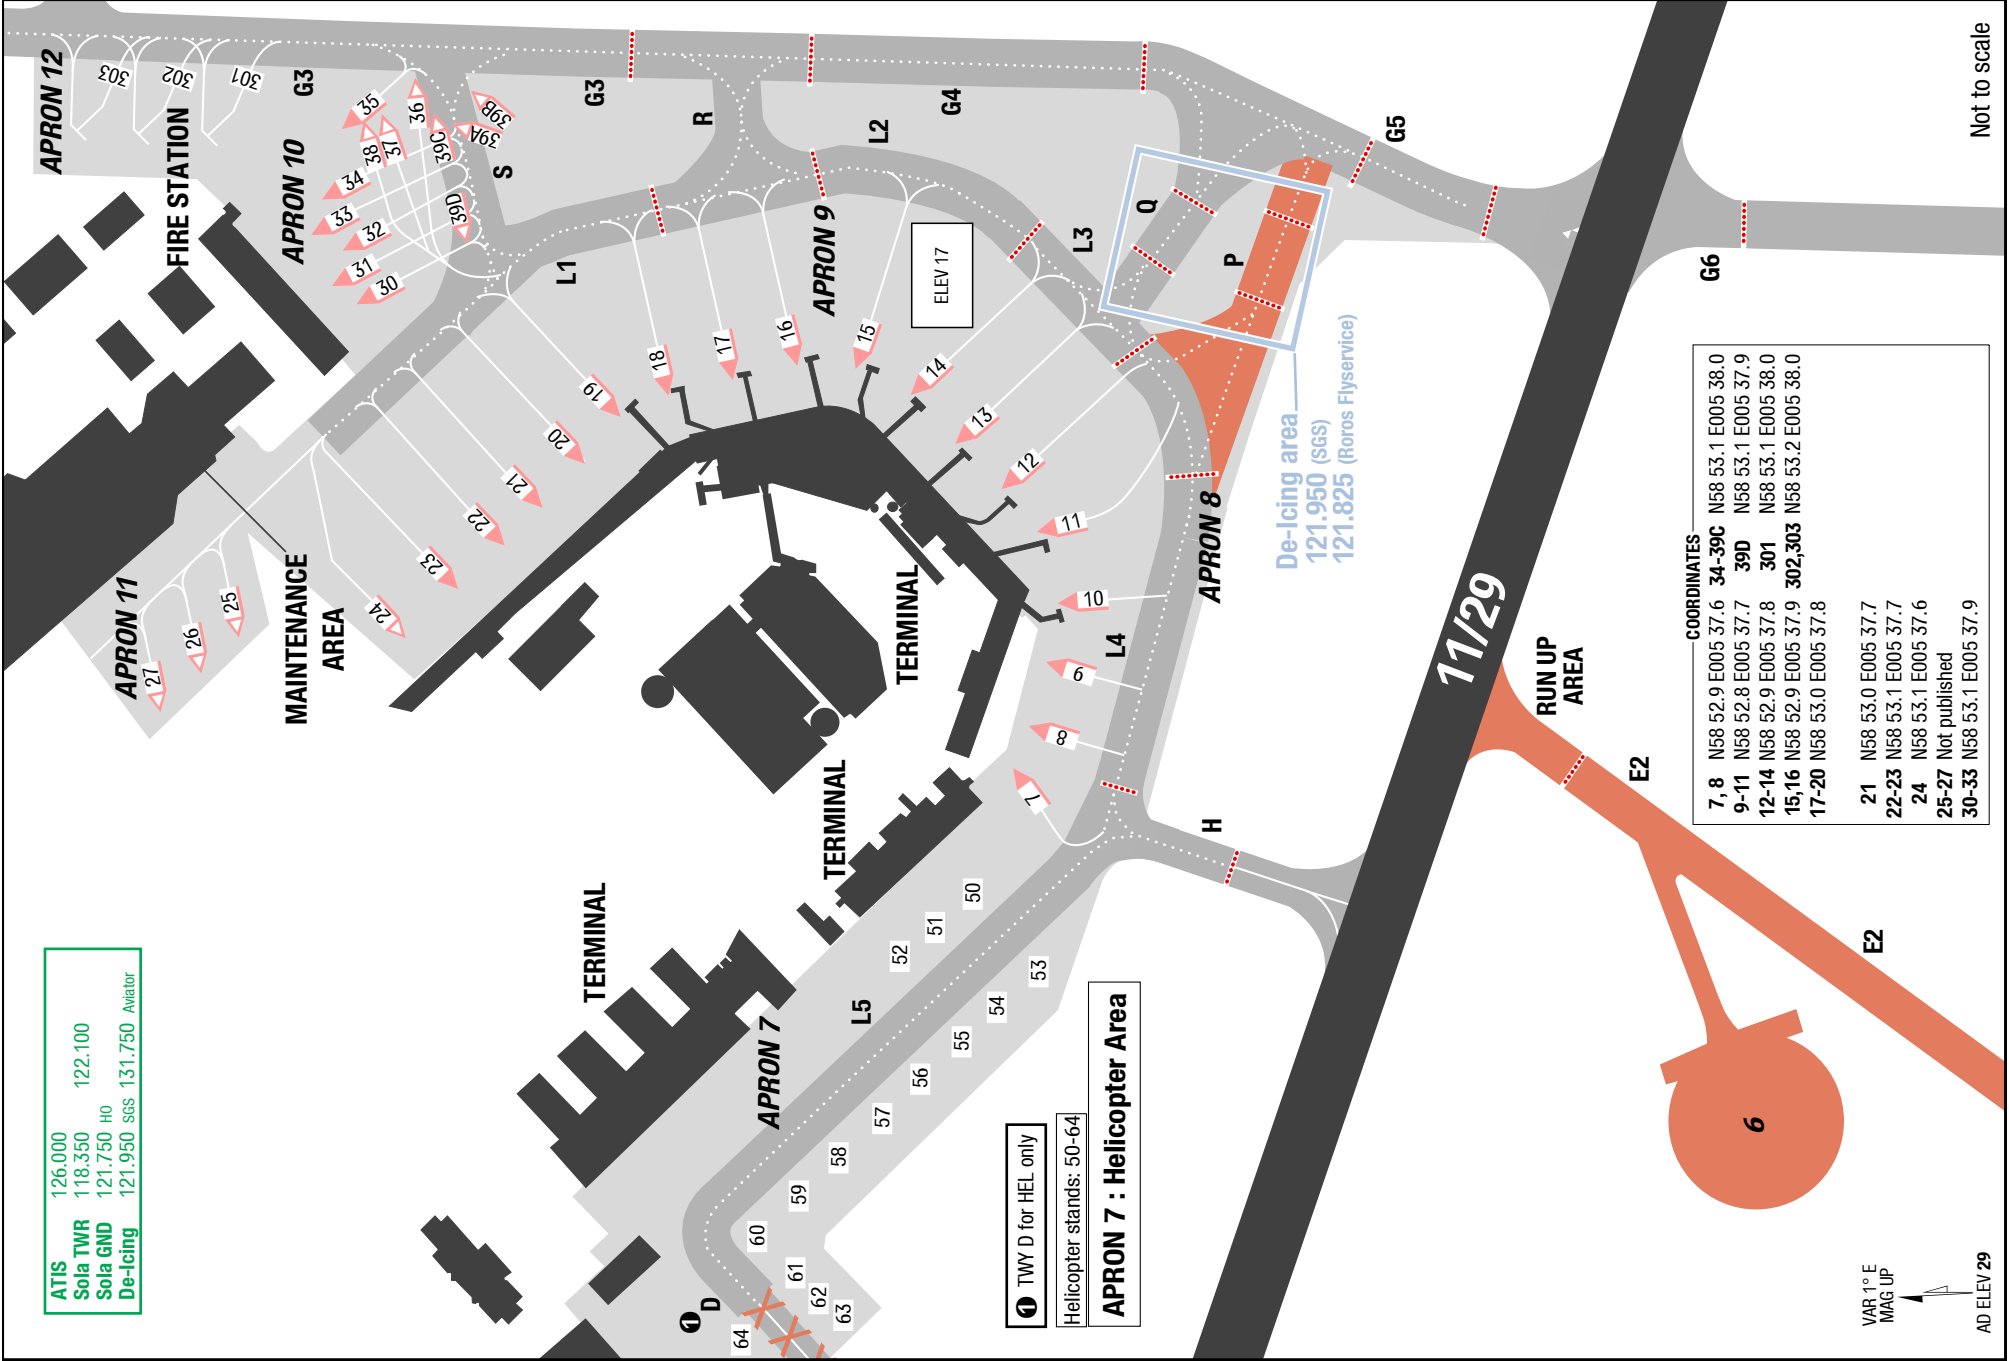 ATIS 126.000
Sola TWR 118.350 122.100
Sola GND 121.750 HO
De-Icing 121.950 SGS 131.750 Aviator
APRON 12
303
302
301
FIRE STATION
G3
APRON 10
35
36
38
37
39C
39A
39B
34
33
32
31
30
39D
S
G3
R
G4
L2
L1
APRON 9
ELEV 17
L3
Q
P
G5
G6
Not to scale
18
17
16
15
14
13
12
11
10
9
8
7
19
20
21
22
23
24
25
26
27
APRON 11
MAINTENANCE
AREA
TERMINAL
TERMINAL
TERMINAL
APRON 8
L4
H
De-Icing area
121.950 (SGS)
121.825 (Roros Flyservice)
11/29
RUN UP
AREA
E2
E2
6
COORDINATES
7, 8 N58 52.9 E005 37.6 34-39C N58 53.1 E005 38.0
9-11 N58 52.8 E005 37.7 39D N58 53.1 E005 37.9
12-14 N58 52.9 E005 37.8 301 N58 53.1 E005 38.0
15,16 N58 52.9 E005 37.9 302,303 N58 53.2 E005 38.0
17-20 N58 53.0 E005 37.8
21 N58 53.0 E005 37.7
22-23 N58 53.1 E005 37.7
24 N58 53.1 E005 37.6
25-27 Not published
30-33 N58 53.1 E005 37.9
APRON 7
L5
50
51
52
53
54
55
56
57
58
59
60
61
62
63
64
1
D
1 TWY D for HEL only
Helicopter stands: 50-64
APRON 7 : Helicopter Area
VAR 1° E
MAG UP
AD ELEV 29